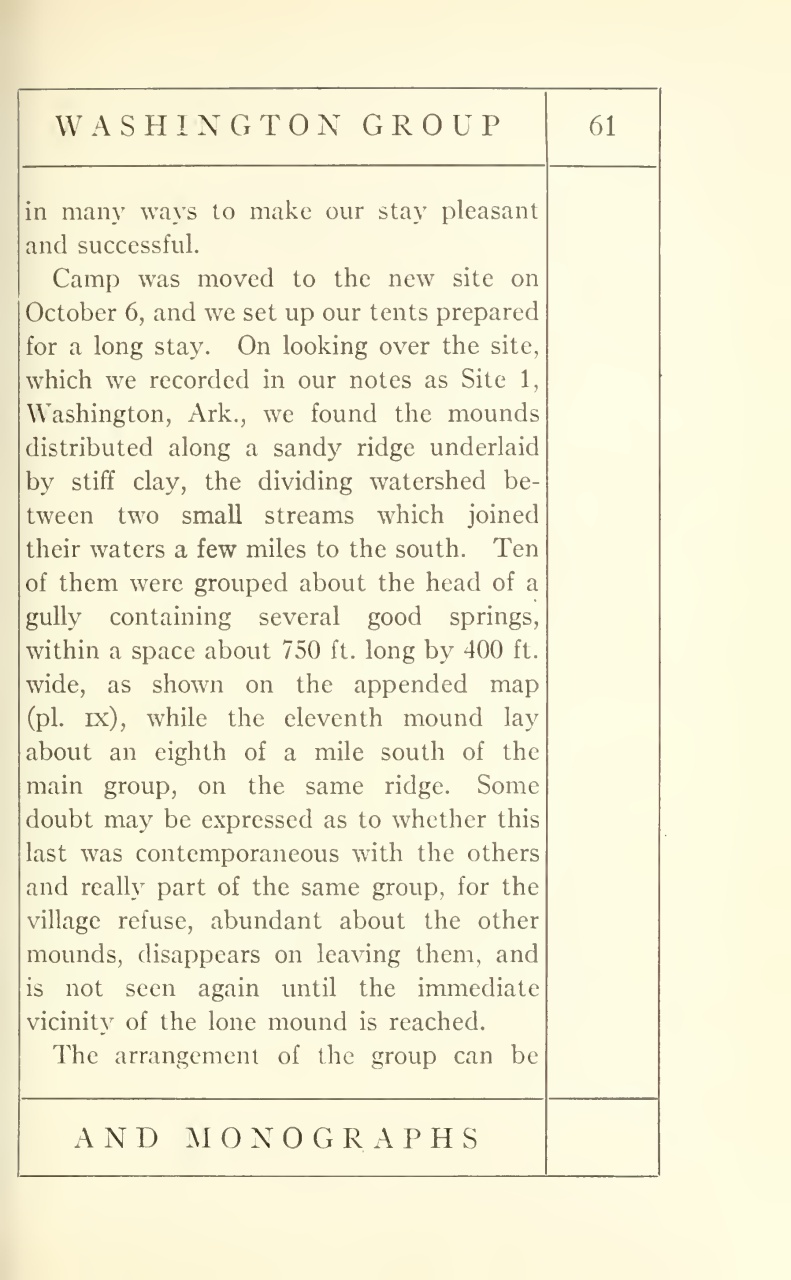 WASHINGTON GROUP 61
in many ways to make our stay pleasant
and successful.
Camp was moved to the new site on
October 6, and we set up our tents prepared
for a long stay. On looking over the site,
which we recorded in our notes as Site 1,
Washington, Ark., we found the mounds
distributed along a sandy ridge underlaid
by stiff clay, the dividing watershed be-
tween two small streams which joined
their waters a few miles to the south. Ten
of them were grouped about the head of a
gully containing several good springs,
within a space about 750 ft. long by 400 ft.
wide, as shown on the appended map
(pl. IX), while the eleventh mound lay
about an eighth of a mile south of the
main group, on the same ridge. Some
doubt may be expressed as to whether this
last was contemporaneous with the others
and really part of the same group, for the
village refuse, abundant about the other
mounds, disappears on leaving them, and
is not seen again until the immediate
vicinity of the lone mound is reached.
The arrangement of the group can be
AND MONOGRAPHS